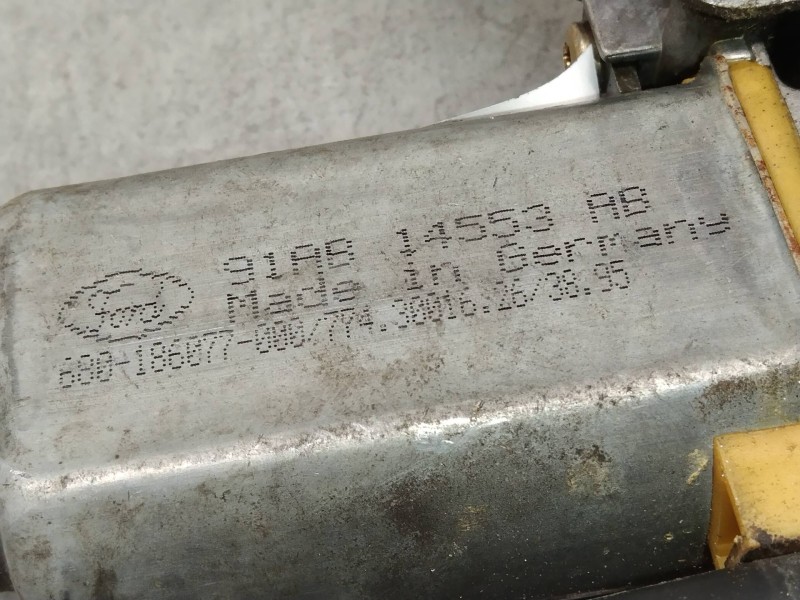 Ford
91AB 14553 AB
Made in Germany
680-186077-000/774.30016.26/38.95